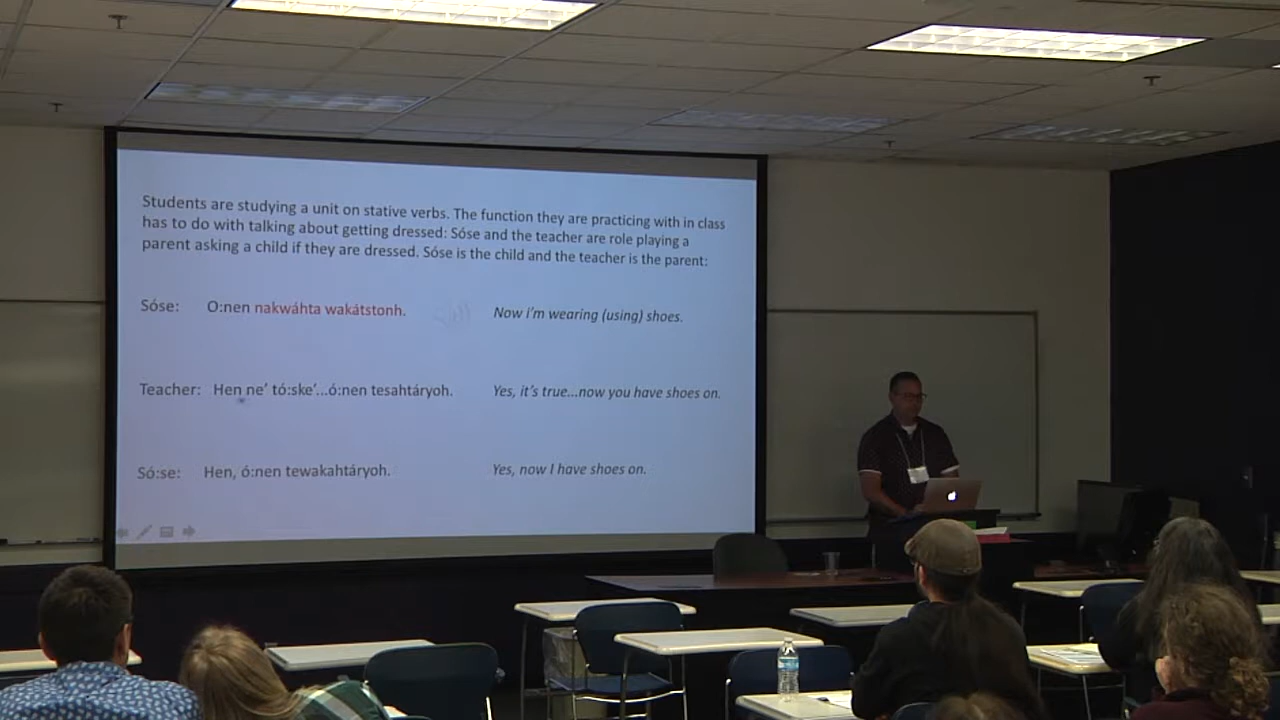 Students are studying a unit on stative verbs. The function they are practicing with in class
has to do with talking about getting dressed: Sóse and the teacher are role playing a
parent asking a child if they are dressed. Sóse is the child and the teacher is the parent:
Sóse: O:nen nakwáhta wakátstonh. Now i'm wearing (using) shoes.
Teacher: Hen ne' tó:ske'...ó:nen tesahtáryoh. Yes, it's true...now you have shoes on.
Só:se: Hen, ó:nen tewakahtáryoh. Yes, now I have shoes on.